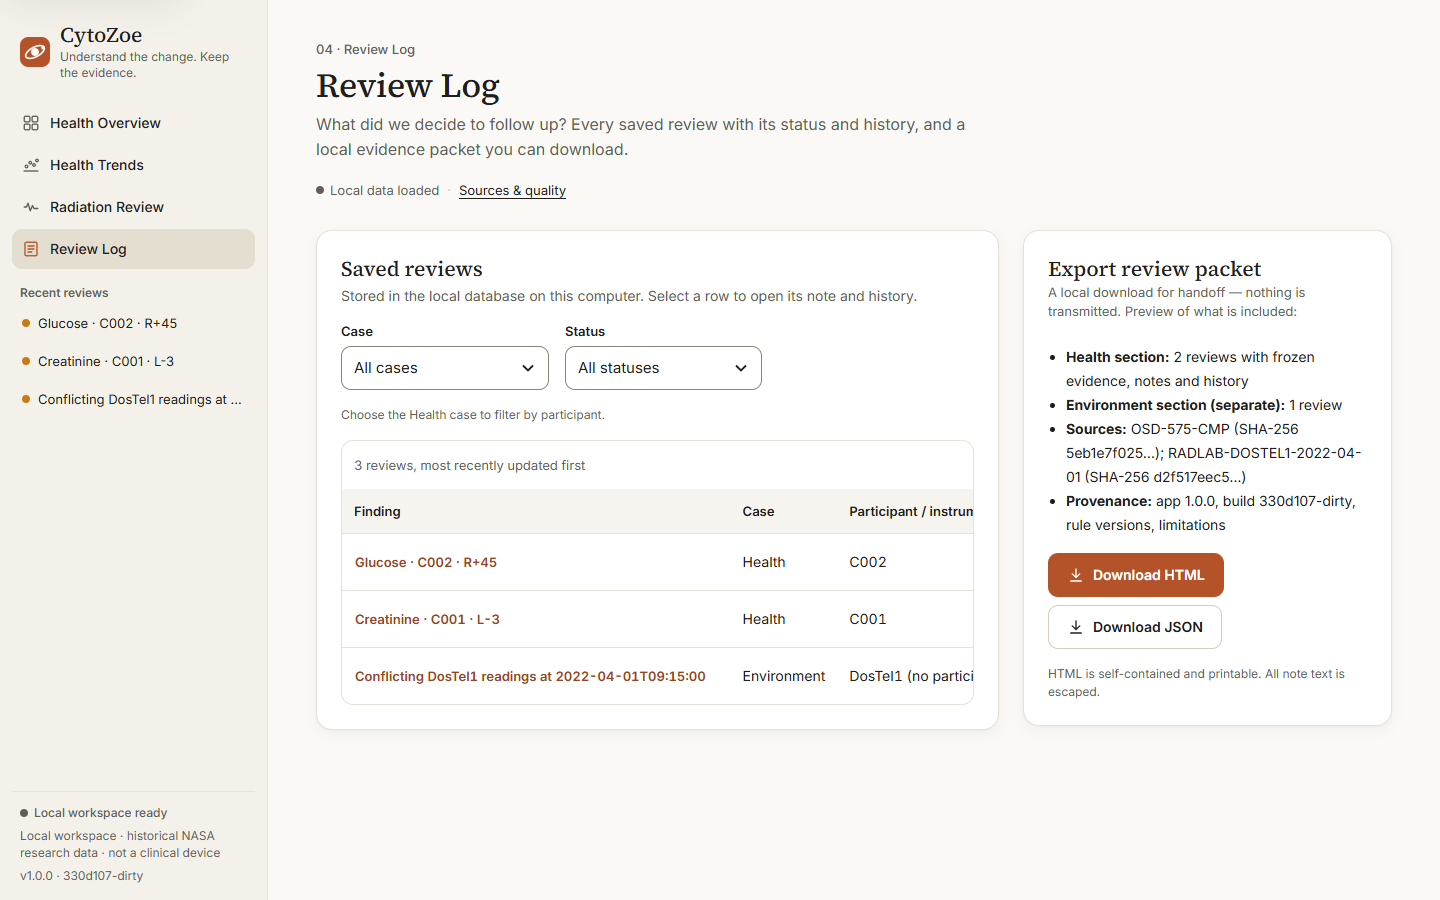 CytoZoe
Understand the change. Keep
the evidence.
Health Overview
Health Trends
Radiation Review
Review Log
Recent reviews
Glucose · C002 · R+45
Creatinine · C001 · L-3
Conflicting DosTel1 readings at ...
Local workspace ready
Local workspace · historical NASA
research data · not a clinical device
v1.0.0 · 330d107-dirty
04 · Review Log
Review Log
What did we decide to follow up? Every saved review with its status and history, and a
local evidence packet you can download.
Local data loaded · Sources & quality
Saved reviews
Stored in the local database on this computer. Select a row to open its note and history.
Case Status
All cases All statuses
Choose the Health case to filter by participant.
3 reviews, most recently updated first
Finding Case Participant / instrum
Glucose · C002 · R+45 Health C002
Creatinine · C001 · L-3 Health C001
Conflicting DosTel1 readings at 2022-04-01T09:15:00 Environment DosTel1 (no partici
Export review packet
A local download for handoff — nothing is
transmitted. Preview of what is included:
• Health section: 2 reviews with frozen
evidence, notes and history
• Environment section (separate): 1 review
• Sources: OSD-575-CMP (SHA-256
5eb1e7f025…); RADLAB-DOSTEL1-2022-04-
01 (SHA-256 d2f517eec5…)
• Provenance: app 1.0.0, build 330d107-dirty,
rule versions, limitations
Download HTML
Download JSON
HTML is self-contained and printable. All note text is
escaped.